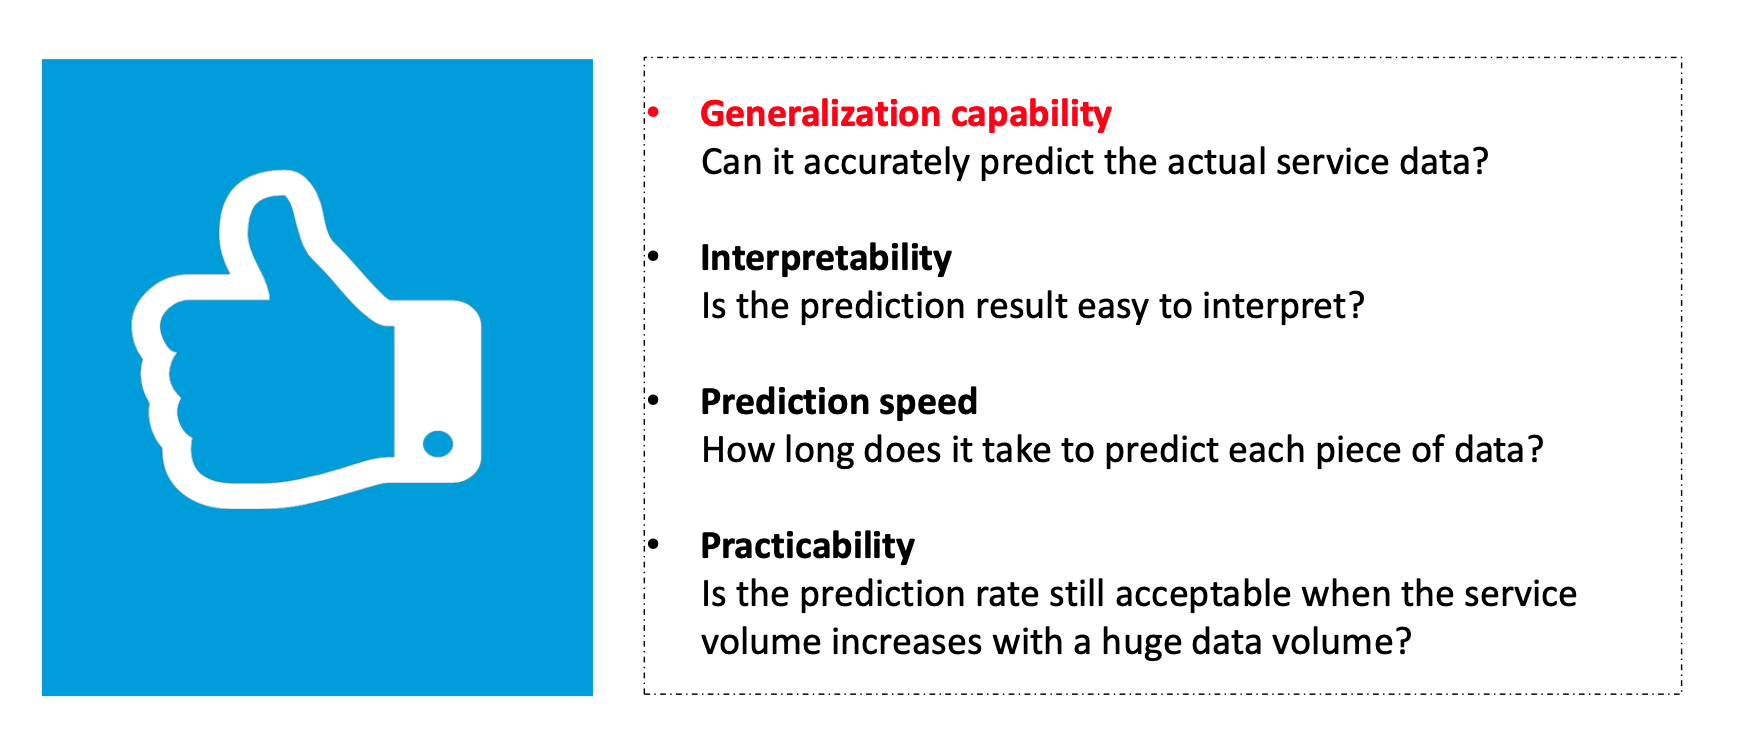 • Generalization capability
Can it accurately predict the actual service data?
• Interpretability
Is the prediction result easy to interpret?
• Prediction speed
How long does it take to predict each piece of data?
• Practicability
Is the prediction rate still acceptable when the service
volume increases with a huge data volume?